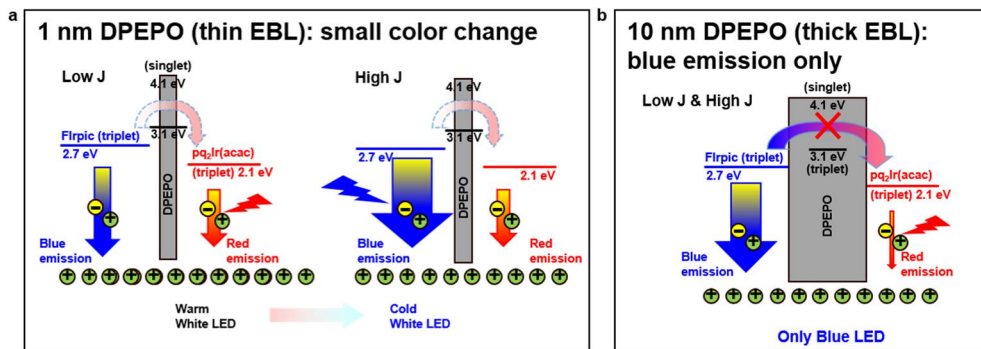 a
1 nm DPEPO (thin EBL): small color change
Low J
(singlet)
4.1 eV
3.1 eV
FIrpic (triplet)
2.7 eV
pq₂Ir(acac)
(triplet) 2.1 eV
DPEPO
Blue
emission
Red
emission
High J
4.1 eV
3.1 eV
2.7 eV
2.1 eV
DPEPO
Blue
emission
Red
emission
Warm
White LED
Cold
White LED
b
10 nm DPEPO (thick EBL):
blue emission only
Low J & High J
(singlet)
4.1 eV
3.1 eV
(triplet)
FIrpic (triplet)
2.7 eV
pq₂Ir(acac)
(triplet) 2.1 eV
DPEPO
Blue
emission
Red
emission
Only Blue LED